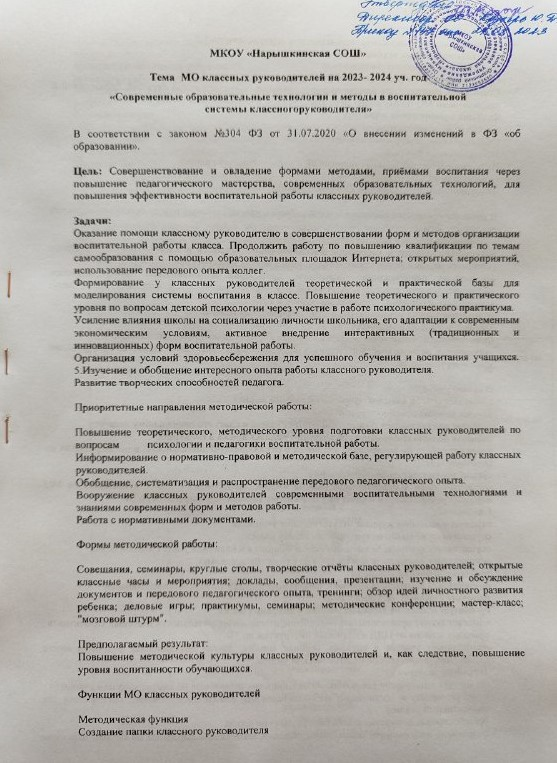 Утверждаю
Директор
Приказ
МКОУ «Нарышкинская СОШ»
Тема МО классных руководителей на 2023- 2024 уч. год
«Современные образовательные технологии и методы в воспитательной
системы классногоруководителя»
В соответствии с законом №304 ФЗ от 31.07.2020 «О внесении изменений в ФЗ «об
образовании».
Цель: Совершенствование и овладение формами методами, приёмами воспитания через
повышение педагогического мастерства, современных образовательных технологий, для
повышения эффективности воспитательной работы классных руководителей.
Задачи:
Оказание помощи классному руководителю в совершенствовании форм и методов организации
воспитательной работы класса. Продолжить работу по повышению квалификации по темам
самообразования с помощью образовательных площадок Интернета; открытых мероприятий,
использование передового опыта коллег.
Формирование у классных руководителей теоретической и практической базы для
моделирования системы воспитания в классе. Повышение теоретического и практического
уровня по вопросам детской психологии через участие в работе психологического практикума.
Усиление влияния школы на социализацию личности школьника, его адаптации к современным
экономическим условиям, активное внедрение интерактивных (традиционных и
инновационных) форм воспитательной работы.
Организация условий здоровьесбережения для успешного обучения и воспитания учащихся.
5.Изучение и обобщение интересного опыта работы классного руководителя.
Развитие творческих способностей педагога.
Приоритетные направления методической работы:
Повышение теоретического, методического уровня подготовки классных руководителей по
вопросам психологии и педагогики воспитательной работы.
Информирование о нормативно-правовой и методической базе, регулирующей работу классных
руководителей.
Обобщение, систематизация и распространение передового педагогического опыта.
Вооружение классных руководителей современными воспитательными технологиями и
знаниями современных форм и методов работы.
Работа с нормативными документами.
Формы методической работы:
Совещания, семинары, круглые столы, творческие отчёты классных руководителей; открытые
классные часы и мероприятия; доклады, сообщения, презентации; изучение и обсуждение
документов и передового педагогического опыта, тренинги; обзор идей личностного развития
ребенка; деловые игры; практикумы, семинары; методические конференции; мастер-класс;
"мозговой штурм".
Предполагаемый результат:
Повышение методической культуры классных руководителей и, как следствие, повышение
уровня воспитанности обучающихся.
Функции МО классных руководителей
Методическая функция
Создание папки классного руководителя